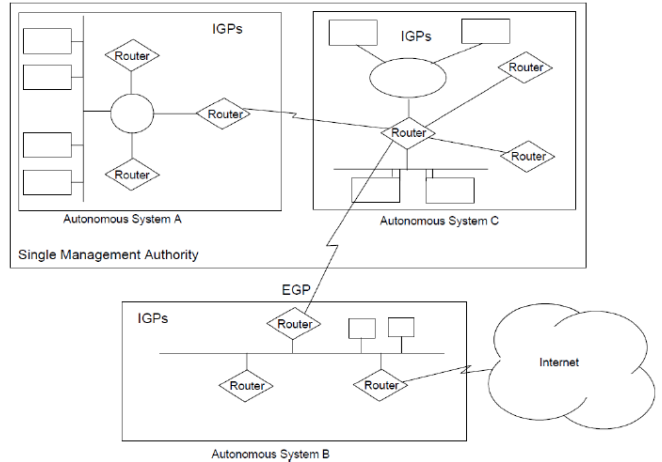 IGPs
Router
Router
Router
Autonomous System A
IGPs
Router
Router
Router
Autonomous System C
Single Management Authority
EGP
IGPs
Router
Router
Router
Internet
Autonomous System B